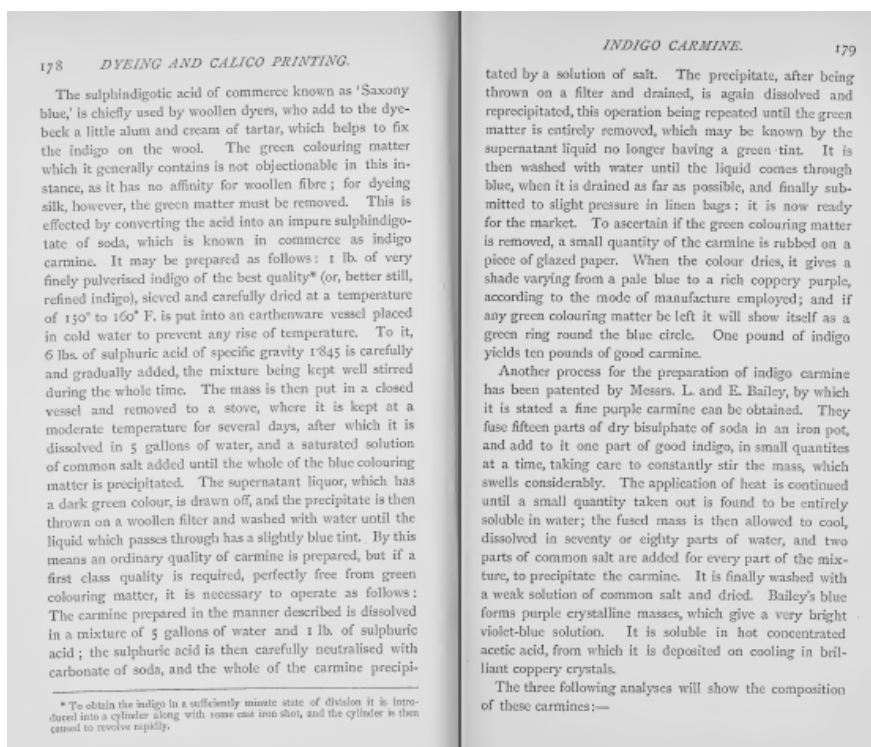 178 DYEING AND CALICO PRINTING.
The sulphindigotic acid of commerce known as 'Saxony
blue,' is chiefly used by woollen dyers, who add to the dye-
beck a little alum and cream of tartar, which helps to fix
the indigo on the wool. The green colouring matter
which it generally contains is not objectionable in this in-
stance, as it has no affinity for woollen fibre; for dyeing
silk, however, the green matter must be removed. This is
effected by converting the acid into an impure sulphindigo-
tate of soda, which is known in commerce as indigo
carmine. It may be prepared as follows: 1 lb. of very
finely pulverised indigo of the best quality* (or, better still,
refined indigo), sieved and carefully dried at a temperature
of 150° to 160° F. is put into an earthenware vessel placed
in cold water to prevent any rise of temperature. To it,
6 lbs. of sulphuric acid of specific gravity 1·845 is carefully
and gradually added, the mixture being kept well stirred
during the whole time. The mass is then put in a closed
vessel and removed to a stove, where it is kept at a
moderate temperature for several days, after which it is
dissolved in 5 gallons of water, and a saturated solution
of common salt added until the whole of the blue colouring
matter is precipitated. The supernatant liquor, which has
a dark green colour, is drawn off, and the precipitate is then
thrown on a woollen filter and washed with water until the
liquid which passes through has a slightly blue tint. By this
means an ordinary quality of carmine is prepared, but if a
first class quality is required, perfectly free from green
colouring matter, it is necessary to operate as follows:
The carmine prepared in the manner described is dissolved
in a mixture of 5 gallons of water and 1 lb. of sulphuric
acid; the sulphuric acid is then carefully neutralised with
carbonate of soda, and the whole of the carmine precipi-
* To obtain the indigo in a sufficiently minute state of division it is intro-
duced into a cylinder along with some cast iron shot, and the cylinder is then
caused to revolve rapidly.
INDIGO CARMINE. 179
tated by a solution of salt. The precipitate, after being
thrown on a filter and drained, is again dissolved and
reprecipitated, this operation being repeated until the green
matter is entirely removed, which may be known by the
supernatant liquid no longer having a green tint. It is
then washed with water until the liquid comes through
blue, when it is drained as far as possible, and finally sub-
mitted to slight pressure in linen bags: it is now ready
for the market. To ascertain if the green colouring matter
is removed, a small quantity of the carmine is rubbed on a
piece of glazed paper. When the colour dries, it gives a
shade varying from a pale blue to a rich coppery purple,
according to the mode of manufacture employed; and if
any green colouring matter be left it will show itself as a
green ring round the blue circle. One pound of indigo
yields ten pounds of good carmine.
Another process for the preparation of indigo carmine
has been patented by Messrs. L. and E. Bailey, by which
it is stated a fine purple carmine can be obtained. They
fuse fifteen parts of dry bisulphate of soda in an iron pot,
and add to it one part of good indigo, in small quantites
at a time, taking care to constantly stir the mass, which
swells considerably. The application of heat is continued
until a small quantity taken out is found to be entirely
soluble in water; the fused mass is then allowed to cool,
dissolved in seventy or eighty parts of water, and two
parts of common salt are added for every part of the mix-
ture, to precipitate the carmine. It is finally washed with
a weak solution of common salt and dried. Bailey's blue
forms purple crystalline masses, which give a very bright
violet-blue solution. It is soluble in hot concentrated
acetic acid, from which it is deposited on cooling in bril-
liant coppery crystals.
The three following analyses will show the composition
of these carmines:—